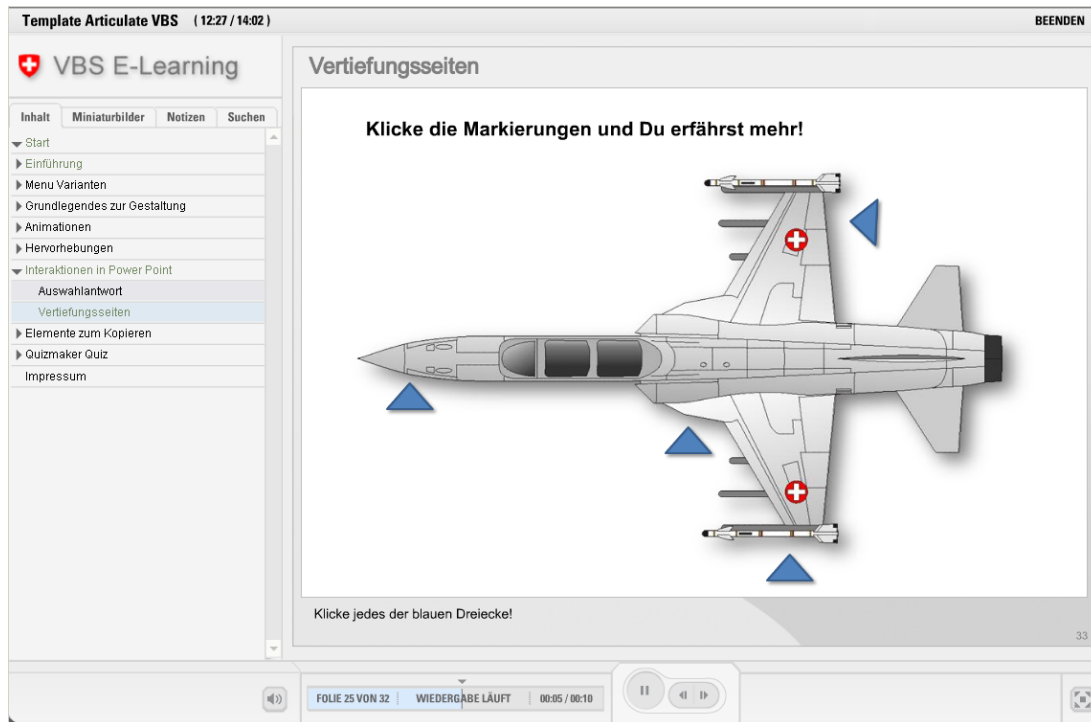 Template Articulate VBS ( 12:27 / 14:02 )
BEENDEN
VBS E-Learning
Inhalt Miniaturbilder Notizen Suchen
Start
Einführung
Menu Varianten
Grundlegendes zur Gestaltung
Animationen
Hervorhebungen
Interaktionen in Power Point
Auswahlantwort
Vertiefungsseiten
Elemente zum Kopieren
Quizmaker Quiz
Impressum
Vertiefungsseiten
Klicke die Markierungen und Du erfährst mehr!
Klicke jedes der blauen Dreiecke!
33
FOLIE 25 VON 32 WIEDERGABE LÄUFT 00:05 / 00:10